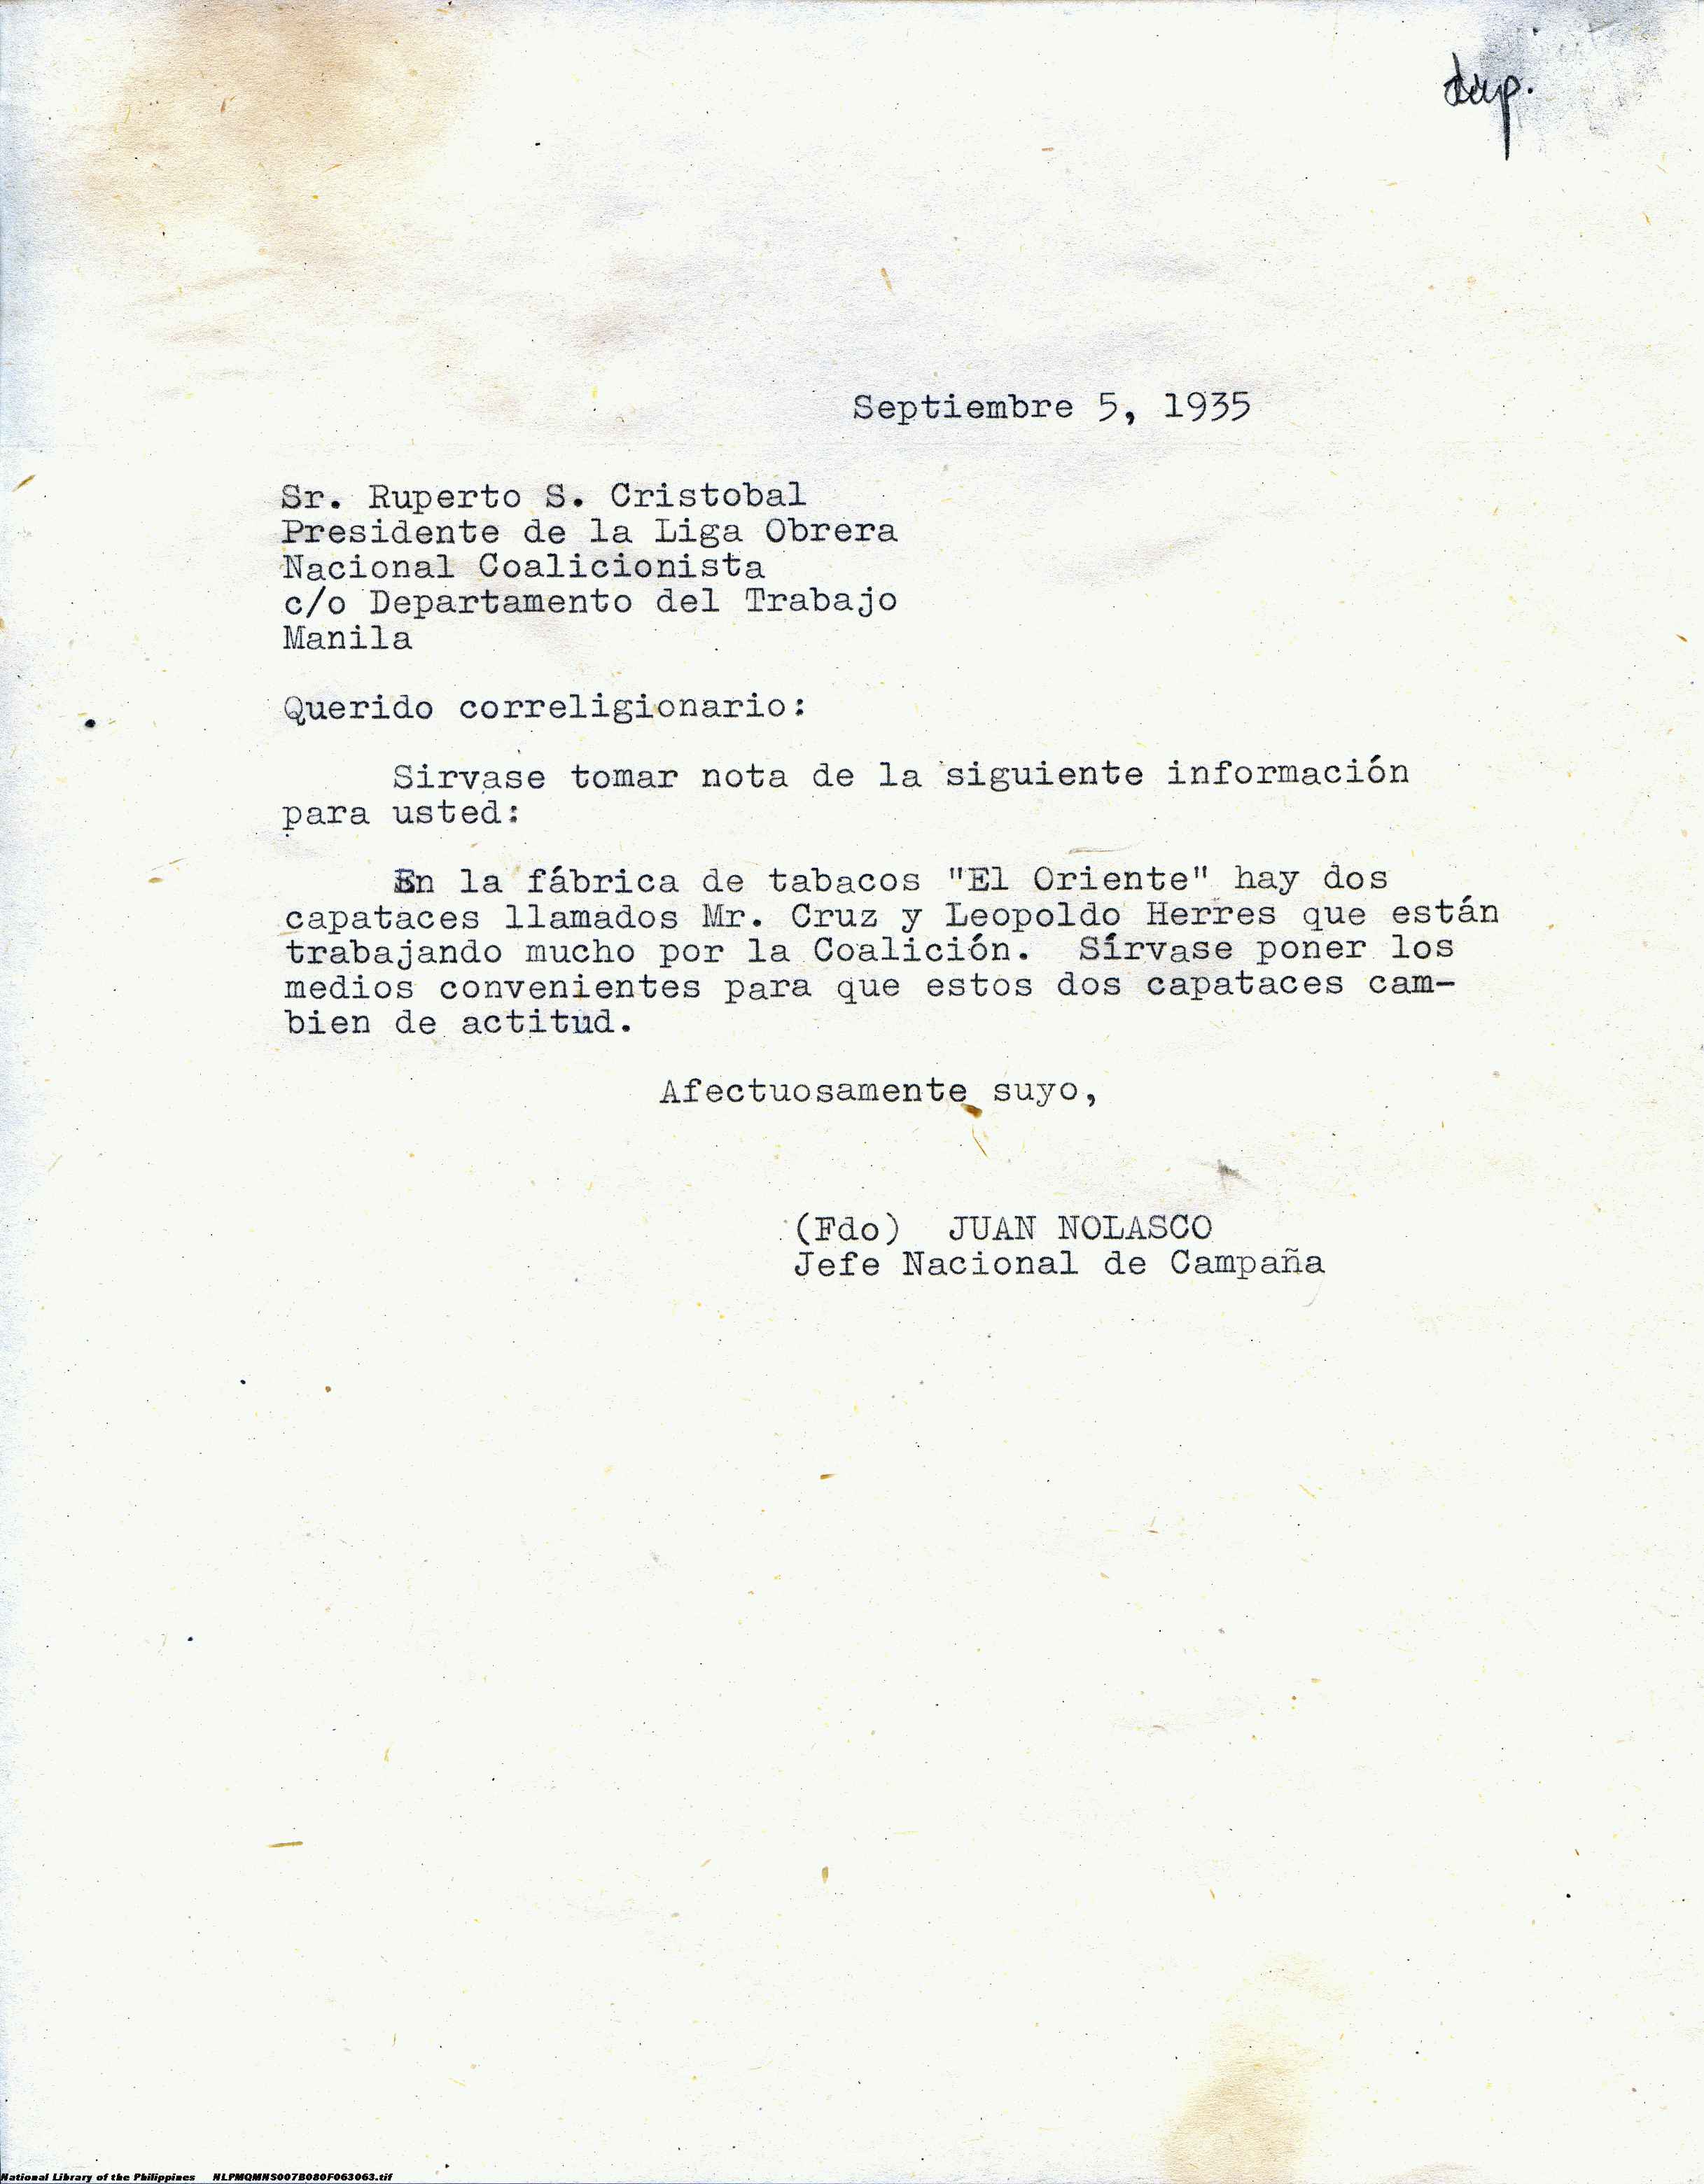 dup.
Septiembre 5, 1935
Sr. Ruperto S. Cristobal
Presidente de la Liga Obrera
Nacional Coalicionista
c/o Departamento del Trabajo
Manila
Querido correligionario:
Sirvase tomar nota de la siguiente información
para usted:
En la fábrica de tabacos "El Oriente" hay dos
capataces llamados Mr. Cruz y Leopoldo Herres que están
trabajando mucho por la Coalición. Sírvase poner los
medios convenientes para que estos dos capataces cam-
bien de actitud.
Afectuosamente suyo,
(Fdo) JUAN NOLASCO
Jefe Nacional de Campaña
National Library of the Philippines NLPMQMNS007B080F063063.tif